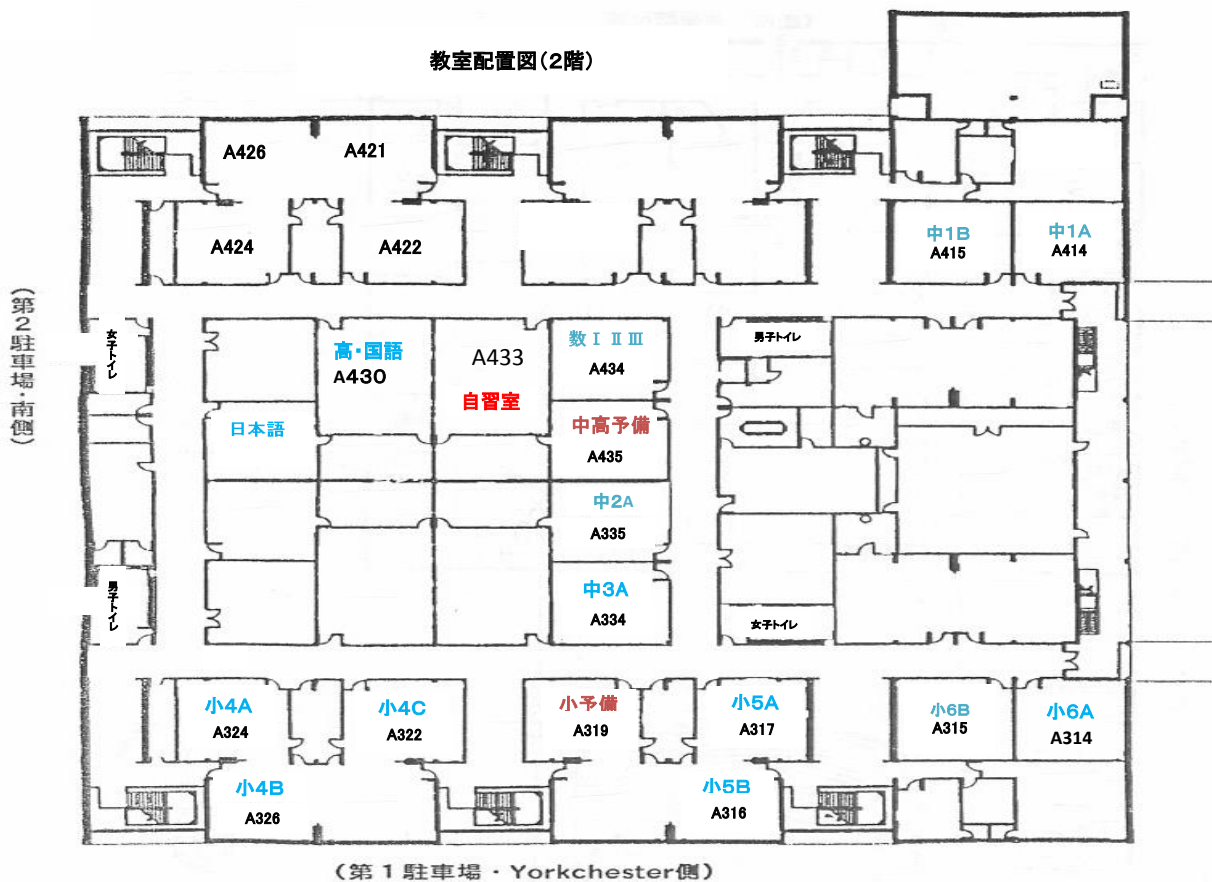 教室配置図(2階)
A426
A421
A424
A422
中1B
A415
中1A
A414
(第2駐車場・南側)
女子トイレ
高・国語
A430
A433
自習室
数ⅠⅡⅢ
A434
男子トイレ
日本語
中高予備
A435
中2A
A335
男子トイレ
中3A
A334
女子トイレ
小4A
A324
小4C
A322
小予備
A319
小5A
A317
小6B
A315
小6A
A314
小4B
A326
小5B
A316
(第1駐車場・Yorkchester側)